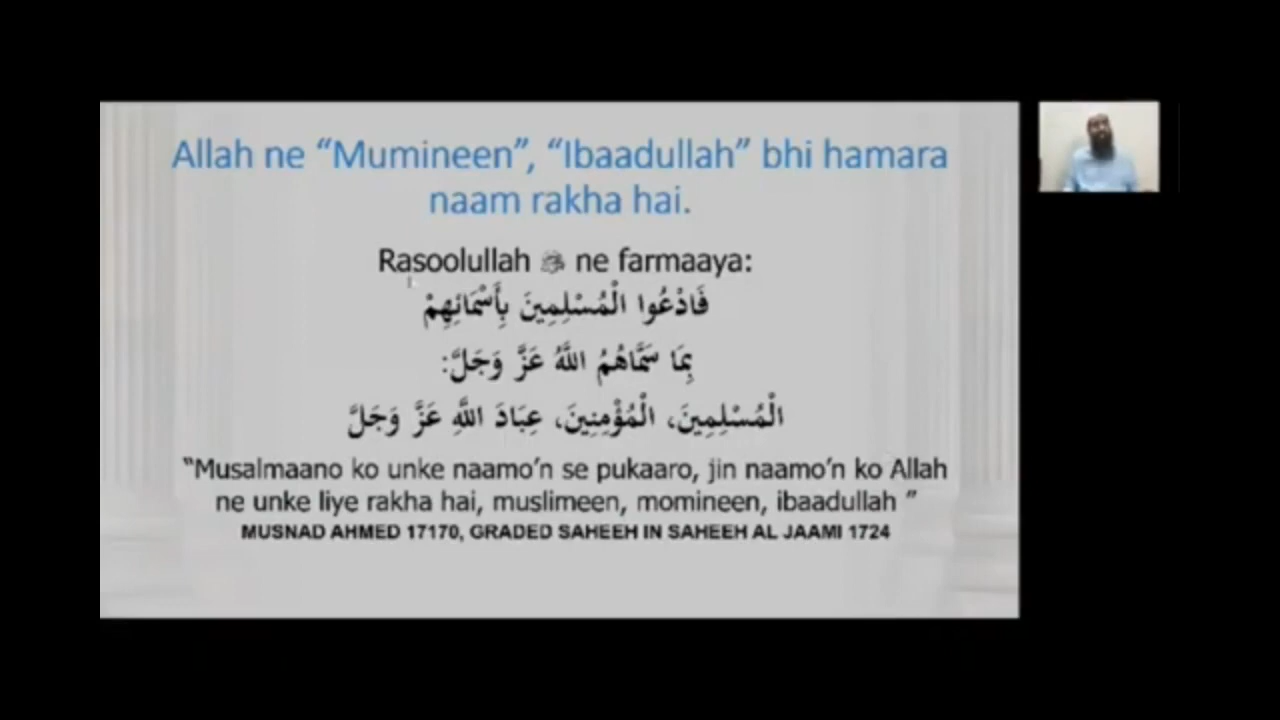 Allah ne “Mumineen”, “Ibaadullah” bhi hamara
naam rakha hai.
Rasoolullah ﷺ ne farmaaya:
فَادْعُوا الْمُسْلِمِينَ بِأَسْمَائِهِمْ
بِمَا سَمَّاهُمُ اللَّهُ عَزَّ وَجَلَّ:
الْمُسْلِمِينَ، الْمُؤْمِنِينَ، عِبَادَ اللَّهِ عَزَّ وَجَلَّ
“Musalmaano ko unke naamo’n se pukaaro, jin naamo’n ko Allah
ne unke liye rakha hai, muslimeen, momineen, ibaadullah ”
MUSNAD AHMED 17170, GRADED SAHEEH IN SAHEEH AL JAAMI 1724